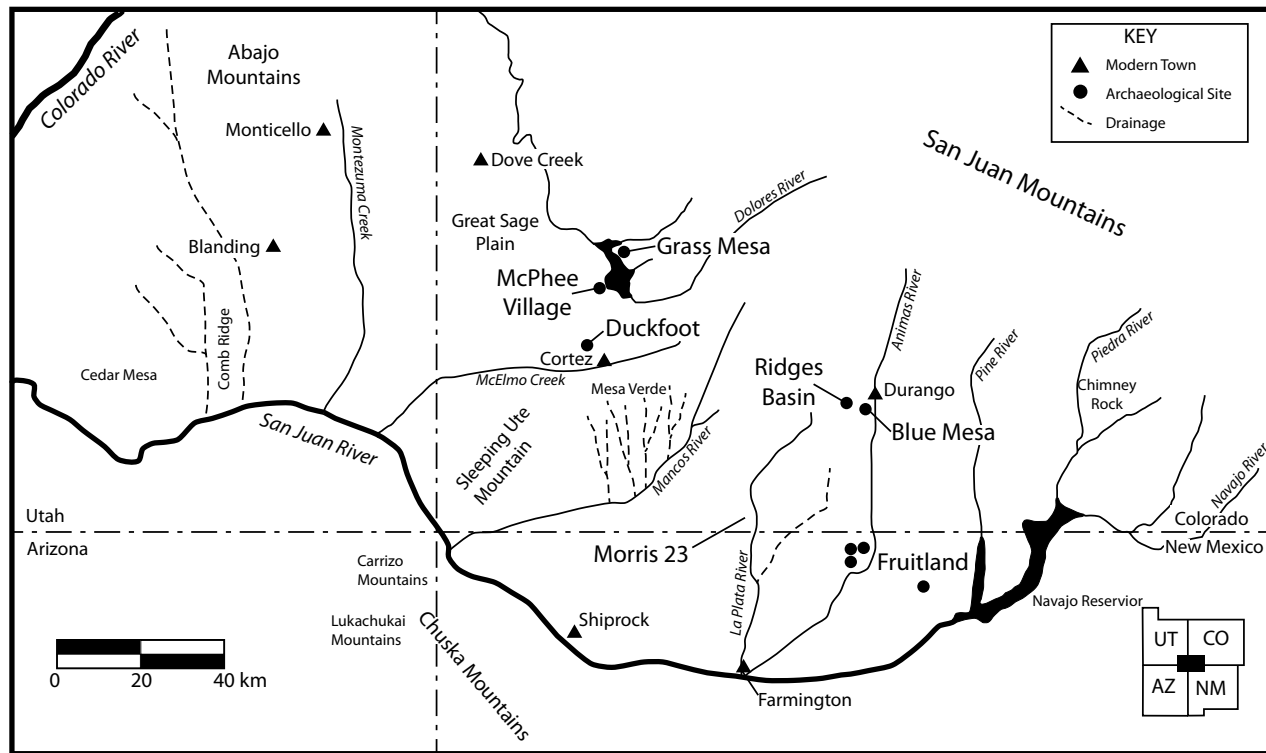 Colorado River
Abajo
Mountains
Monticello
Montezuma Creek
Blanding
Comb Ridge
Cedar Mesa
San Juan River
Dove Creek
Great Sage
Plain
Dolores River
Grass Mesa
McPhee
Village
Duckfoot
Cortez
McElmo Creek
Mesa Verde
Sleeping Ute
Mountain
Mancos River
San Juan Mountains
KEY
Modern Town
Archaeological Site
Drainage
Animas River
Ridges
Basin
Durango
Blue Mesa
Pine River
Piedra River
Chimney
Rock
Navajo River
Utah
Arizona
Colorado
New Mexico
Carrizo
Mountains
Lukachukai
Mountains
Chuska Mountains
Morris 23
La Plata River
Fruitland
Navajo Reservior
Shiprock
Farmington
0 20 40 km
UT CO
AZ NM